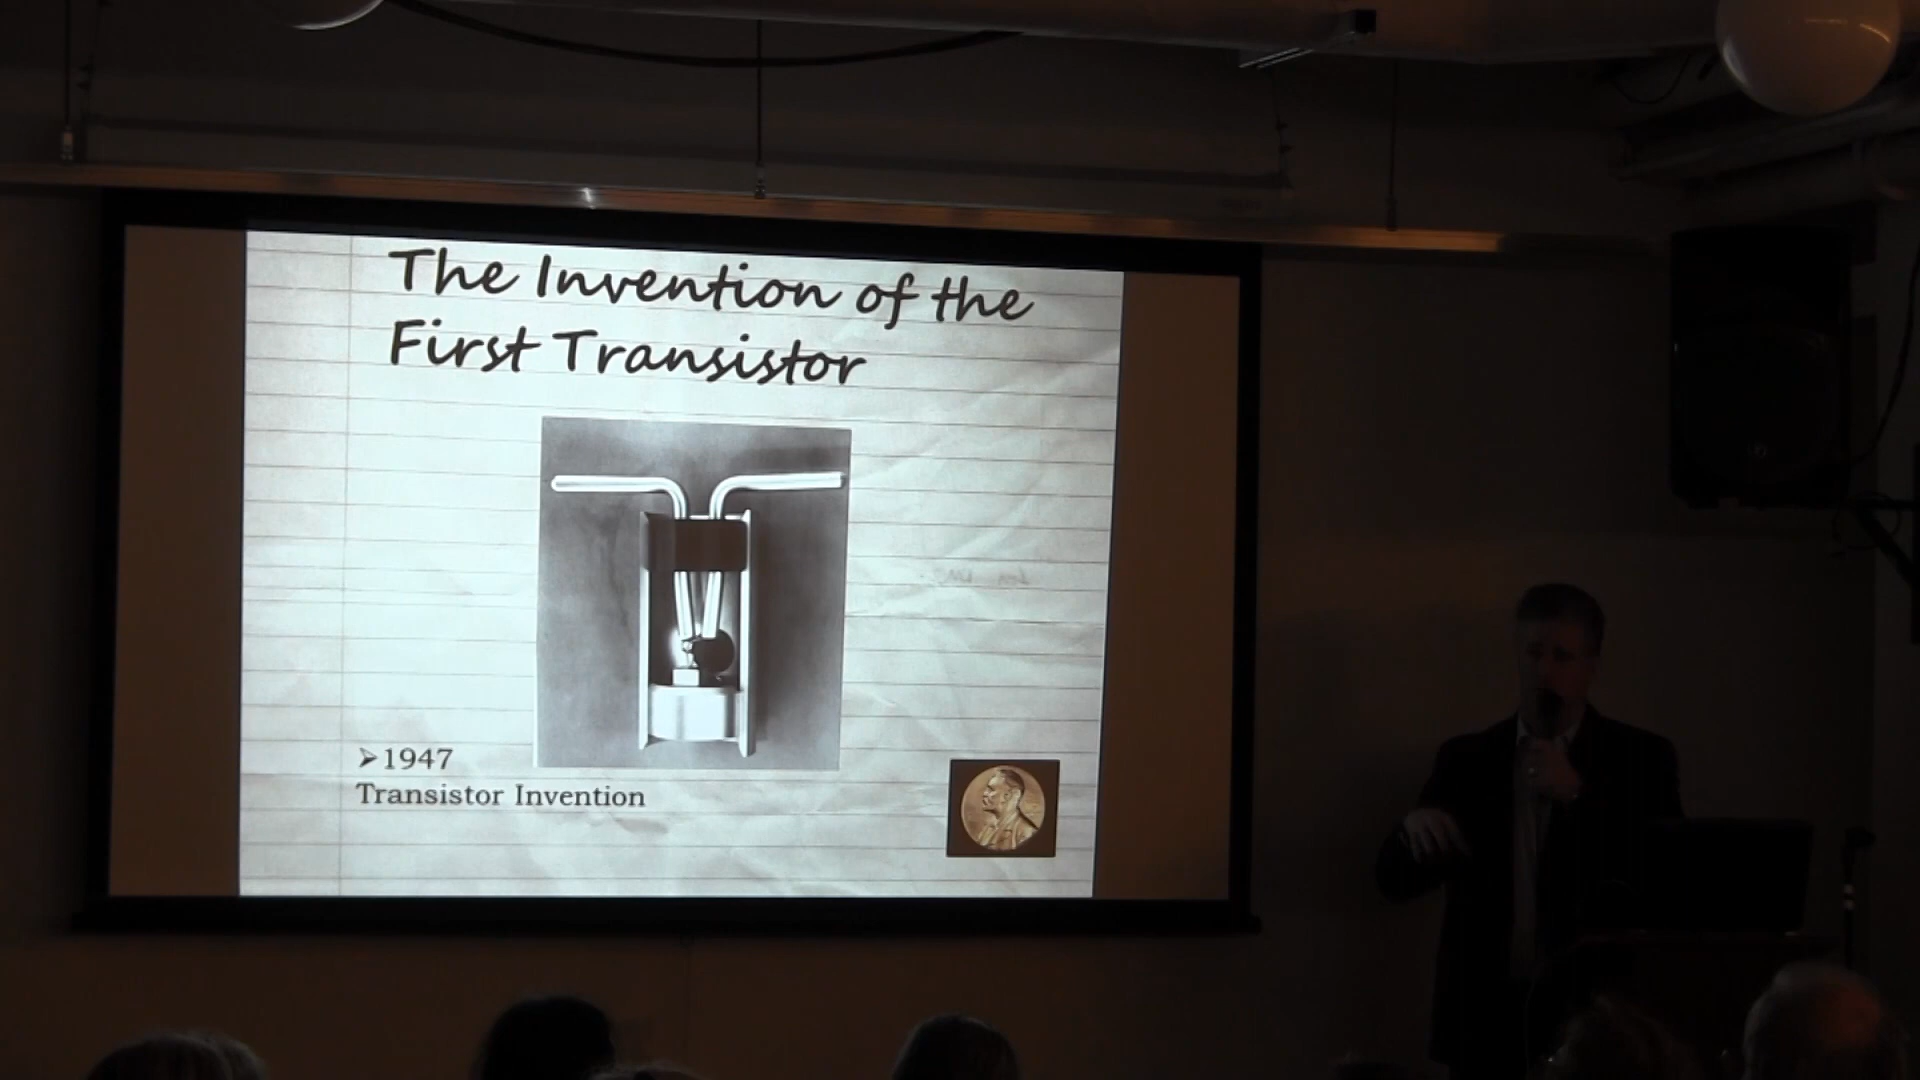 The Invention of the
First Transistor
➢1947
Transistor Invention